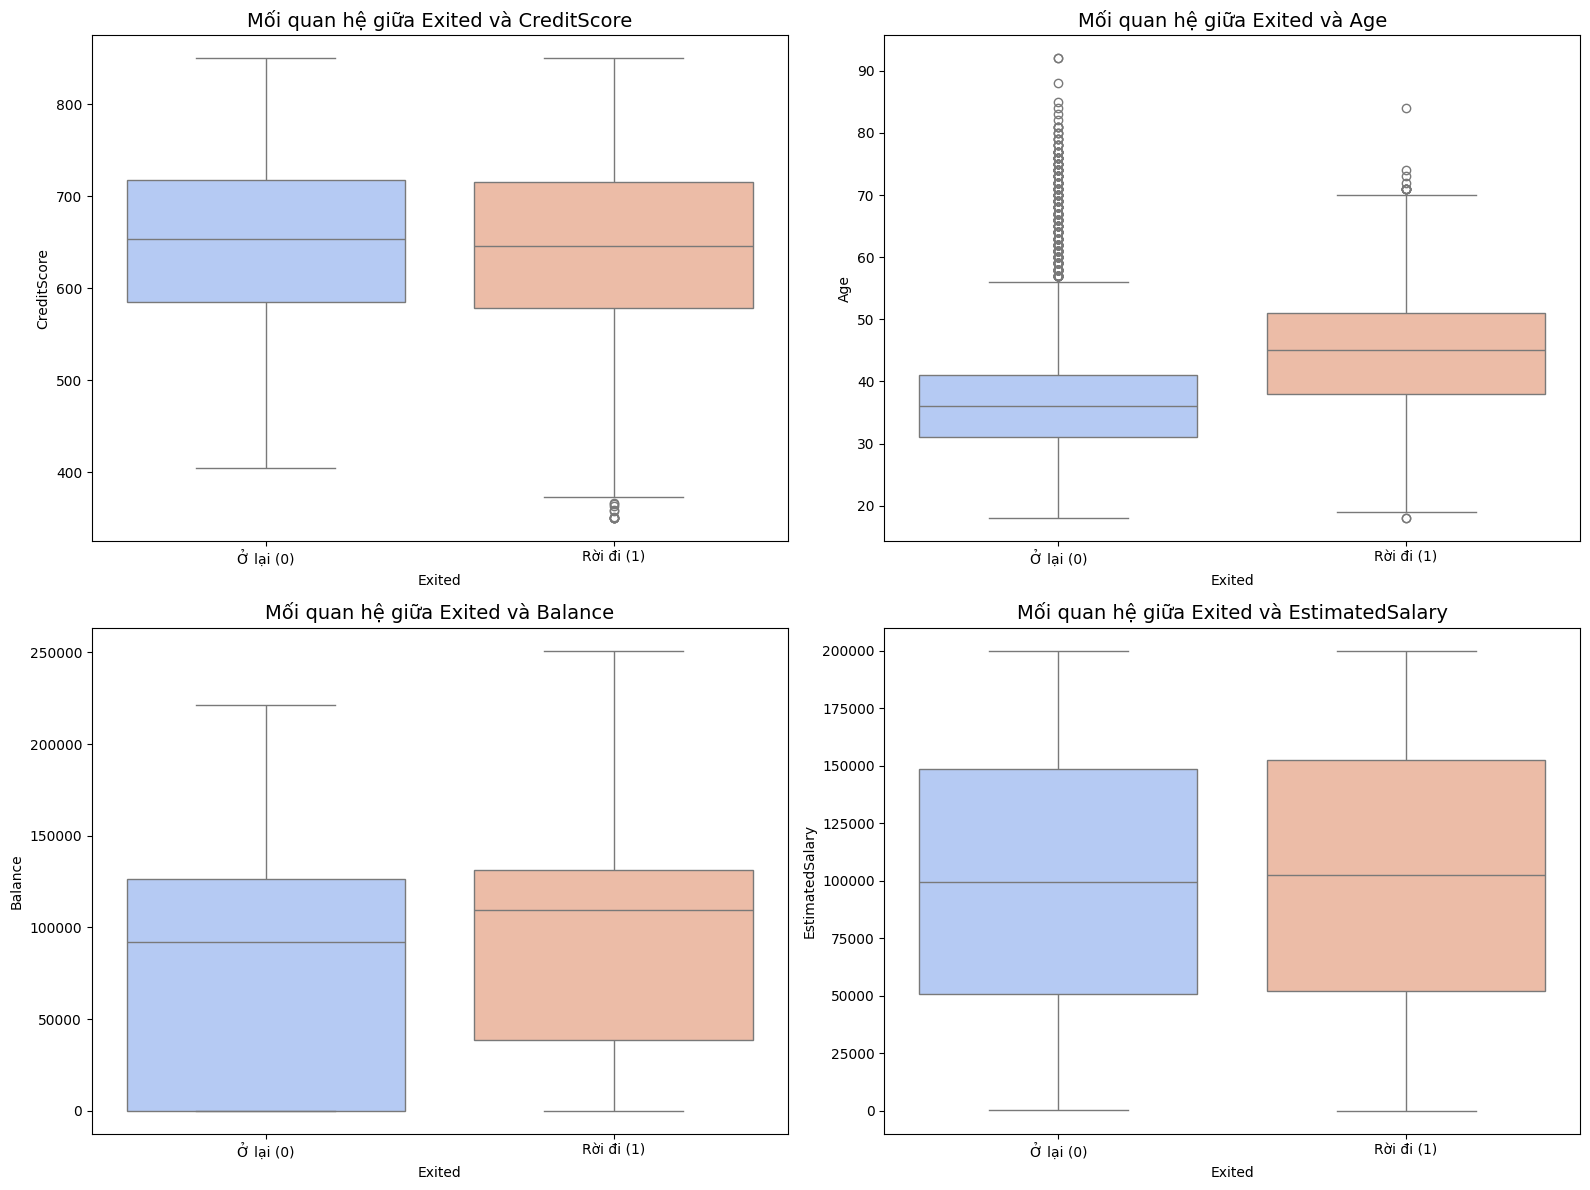 Mối quan hệ giữa Exited và CreditScore
800
700
600
500
400
CreditScore
Ở lại (0)
Rời đi (1)
Exited
Mối quan hệ giữa Exited và Age
90
80
70
60
50
40
30
20
Age
Ở lại (0)
Rời đi (1)
Exited
Mối quan hệ giữa Exited và Balance
250000
200000
150000
100000
50000
0
Balance
Ở lại (0)
Rời đi (1)
Exited
Mối quan hệ giữa Exited và EstimatedSalary
200000
175000
150000
125000
100000
75000
50000
25000
0
EstimatedSalary
Ở lại (0)
Rời đi (1)
Exited